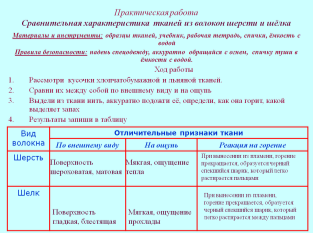 Практическая работа
Сравнительная характеристика тканей из волокон шерсти и шёлка
Материалы и инструменты: образцы тканей, учебник, рабочая тетрадь, спички, ёмкость с
водой
Правила безопасности: надень спецодежду, аккуратно обращайся с огнем, спичку туши в
ёмкости с водой.
Ход работы
1. Рассмотри кусочки хлопчатобумажной и льняной тканей.
2. Сравни их между собой по внешнему виду и на ощупь
3. Выдели из ткани нить, аккуратно подожги её, определи, как она горит, какой
выделяет запах
4. Результаты запиши в таблицу
Вид волокна
Отличительные признаки ткани
По внешнему виду
На ощупь
Реакция на горение
Шерсть
Поверхность
шероховатая, матовая
Мягкая, ощущение
тепла
При вынесении из пламени, горение
прекращается, образуется черный
спекшийся шарик, который легко
растирается пальцами
Шелк
Поверхность
гладкая, блестящая
Мягкая, ощущение
прохлады
При вынесении из пламени,
горение прекращается, образуется
черный спекшийся шарик, который
легко растирается между пальцами